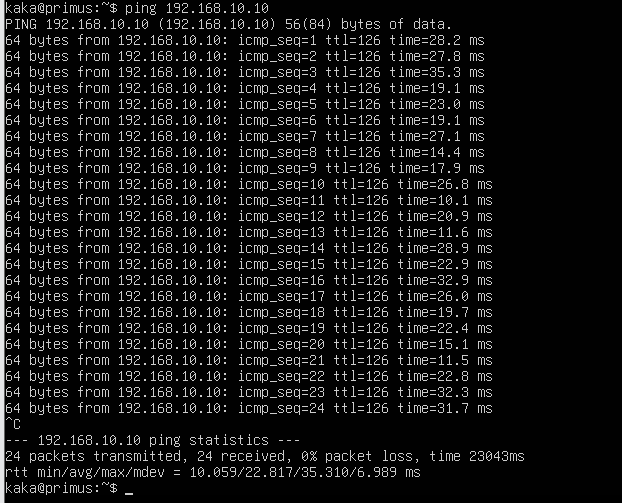 kaka@primus:~$ ping 192.168.10.10
PING 192.168.10.10 (192.168.10.10) 56(84) bytes of data.
64 bytes from 192.168.10.10: icmp_seq=1 ttl=126 time=28.2 ms
64 bytes from 192.168.10.10: icmp_seq=2 ttl=126 time=27.8 ms
64 bytes from 192.168.10.10: icmp_seq=3 ttl=126 time=35.3 ms
64 bytes from 192.168.10.10: icmp_seq=4 ttl=126 time=19.1 ms
64 bytes from 192.168.10.10: icmp_seq=5 ttl=126 time=23.0 ms
64 bytes from 192.168.10.10: icmp_seq=6 ttl=126 time=19.1 ms
64 bytes from 192.168.10.10: icmp_seq=7 ttl=126 time=27.1 ms
64 bytes from 192.168.10.10: icmp_seq=8 ttl=126 time=14.4 ms
64 bytes from 192.168.10.10: icmp_seq=9 ttl=126 time=17.9 ms
64 bytes from 192.168.10.10: icmp_seq=10 ttl=126 time=26.8 ms
64 bytes from 192.168.10.10: icmp_seq=11 ttl=126 time=10.1 ms
64 bytes from 192.168.10.10: icmp_seq=12 ttl=126 time=20.9 ms
64 bytes from 192.168.10.10: icmp_seq=13 ttl=126 time=11.6 ms
64 bytes from 192.168.10.10: icmp_seq=14 ttl=126 time=28.9 ms
64 bytes from 192.168.10.10: icmp_seq=15 ttl=126 time=22.9 ms
64 bytes from 192.168.10.10: icmp_seq=16 ttl=126 time=32.9 ms
64 bytes from 192.168.10.10: icmp_seq=17 ttl=126 time=26.0 ms
64 bytes from 192.168.10.10: icmp_seq=18 ttl=126 time=19.7 ms
64 bytes from 192.168.10.10: icmp_seq=19 ttl=126 time=22.4 ms
64 bytes from 192.168.10.10: icmp_seq=20 ttl=126 time=15.1 ms
64 bytes from 192.168.10.10: icmp_seq=21 ttl=126 time=11.5 ms
64 bytes from 192.168.10.10: icmp_seq=22 ttl=126 time=22.8 ms
64 bytes from 192.168.10.10: icmp_seq=23 ttl=126 time=32.3 ms
64 bytes from 192.168.10.10: icmp_seq=24 ttl=126 time=31.7 ms
^C
--- 192.168.10.10 ping statistics ---
24 packets transmitted, 24 received, 0% packet loss, time 23043ms
rtt min/avg/max/mdev = 10.059/22.817/35.310/6.989 ms
kaka@primus:~$ _